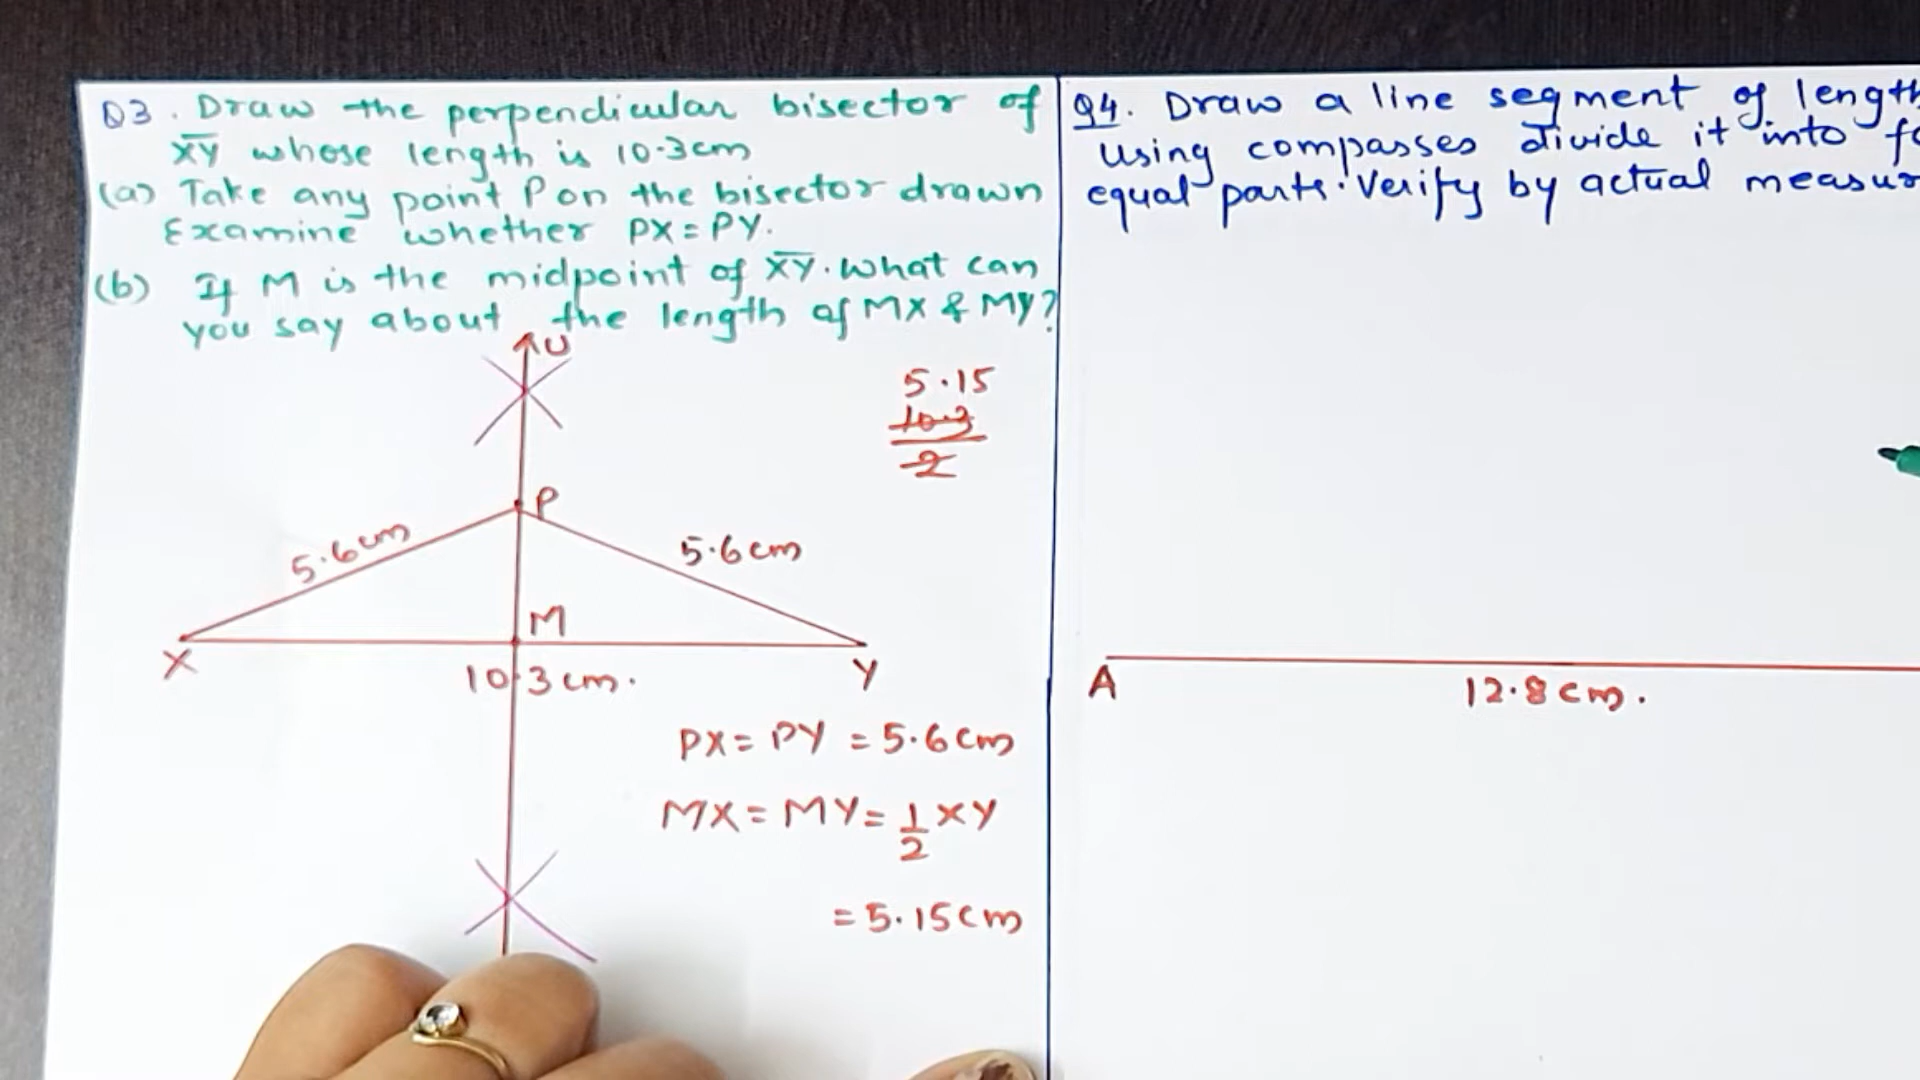 Q3. Draw the perpendicular bisector of
XY whose length is 10.3cm
(a) Take any point P on the bisector drawn
Examine whether PX = PY.
(b) If M is the midpoint of XY. What can
you say about the length of MX & MY?
U
5.15
10.3
2
P
5.6cm
5.6cm
M
X
10.3cm.
Y
PX = PY = 5.6cm
MX = MY = 1/2 XY
= 5.15cm
Q4. Draw a line segment of length
Using compasses divide it into
equal parts. Verify by actual
A
12.8cm.